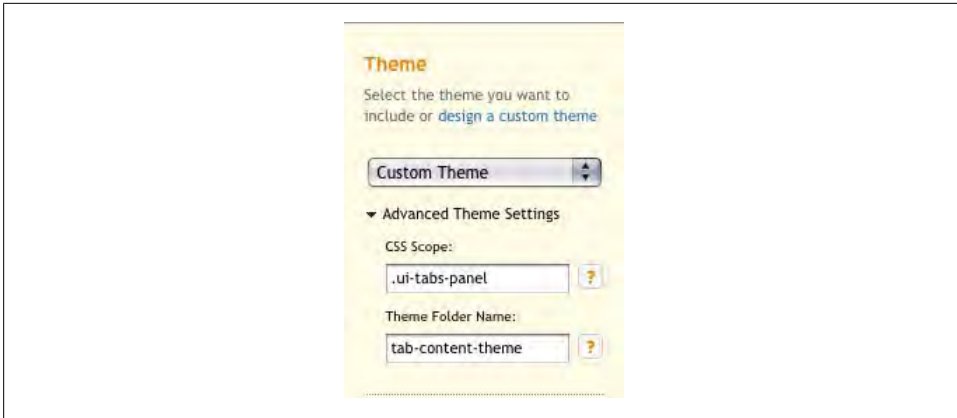 Theme
Select the theme you want to
include or design a custom theme
Custom Theme
Advanced Theme Settings
CSS Scope:
.ui-tabs-panel
?
Theme Folder Name:
tab-content-theme
?